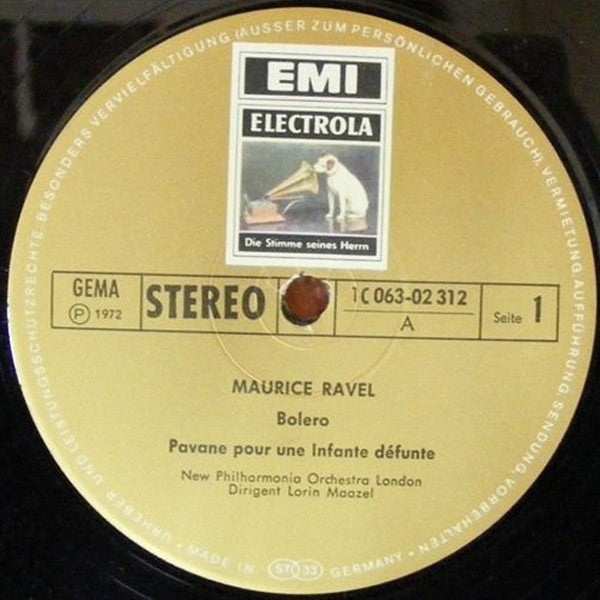 EMI
ELECTROLA
Die Stimme seines Herrn
GEMA
Ⓟ 1972
STEREO
1C 063-02 312
A
Seite 1
MAURICE RAVEL
Bolero
Pavane pour une Infante défunte
New Philharmonia Orchestra London
Dirigent Lorin Maazel
URHEBER UND LEISTUNGSSCHUTZRECHTE, BESONDERS VERVIELFÄLTIGUNG (AUSSER ZUM PERSÖNLICHEN GEBRAUCH), VERMIETUNG, AUFFÜHRUNG, SENDUNG, VORBEHALTEN
• MADE IN GERMANY •
ST 33